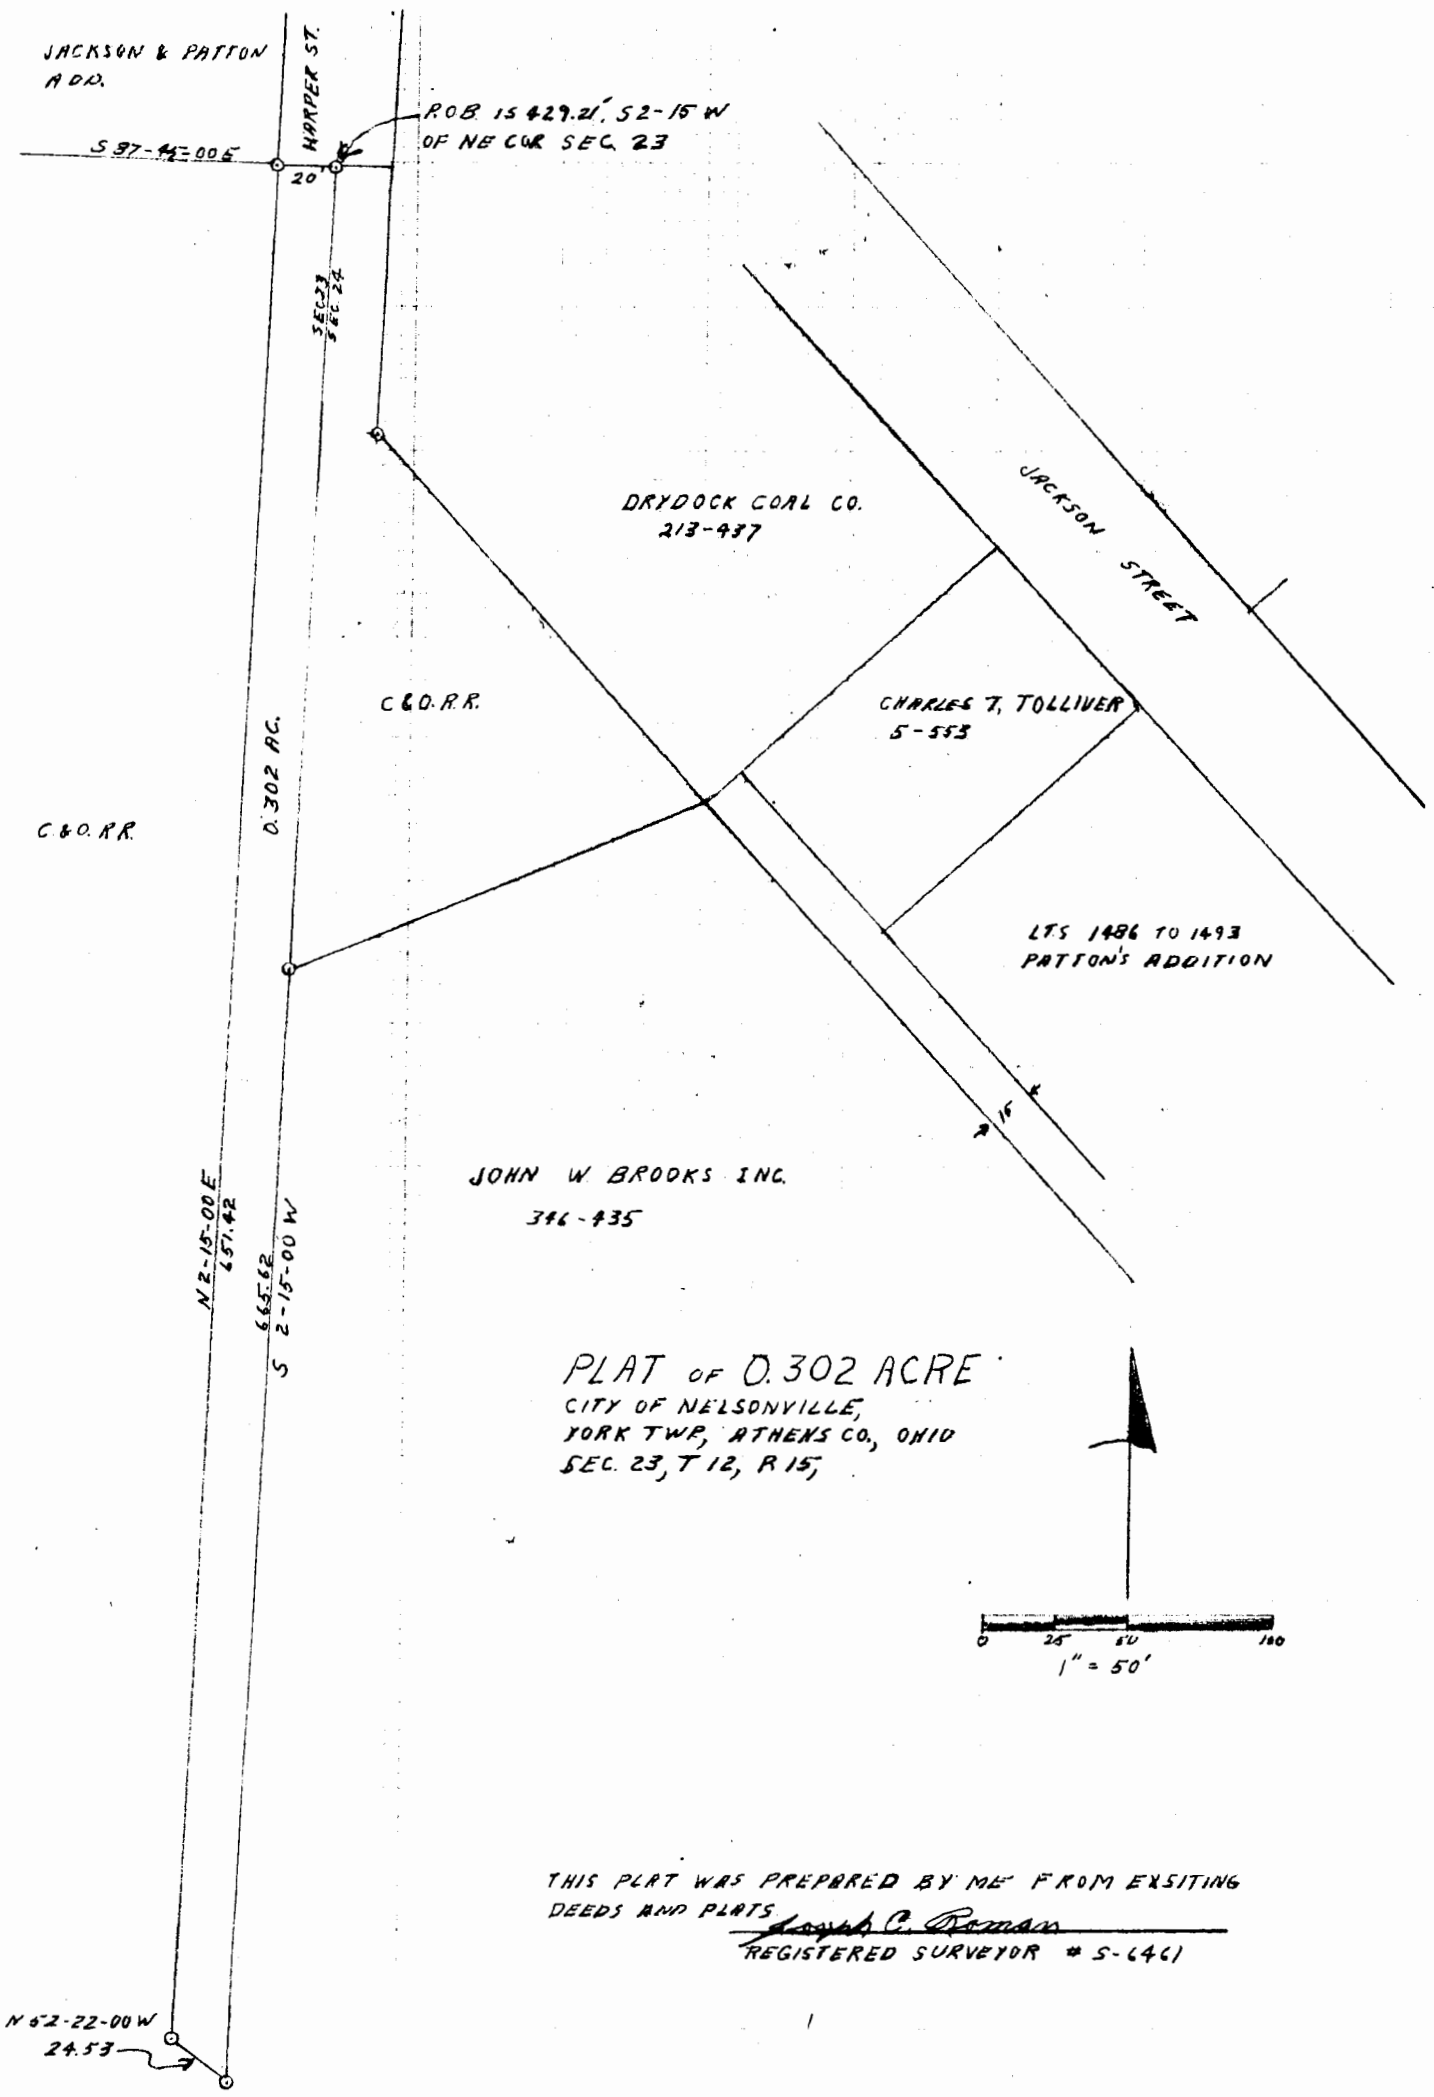 JACKSON & PATTON
ADD.
HARPER ST.
P.O.B. IS 429.21', S 2-15 W
OF NE COR SEC. 23
S 87-45-00 E
20'
SEC. 23
SEC. 24
DRYDOCK COAL CO.
213-437
JACKSON STREET
C & O. R.R.
CHARLES T. TOLLIVER
5-553
0.302 AC.
C & O. R.R.
LTS 1486 TO 1493
PATTON'S ADDITION
16
JOHN W. BROOKS INC.
346-435
N 2-15-00 E
651.42
665.62
S 2-15-00 W
PLAT OF 0.302 ACRE
CITY OF NELSONVILLE,
YORK TWP, ATHENS CO., OHIO
SEC. 23, T 12, R 15,
0 25 50 100
1" = 50'
THIS PLAT WAS PREPARED BY ME FROM EXSITING
DEEDS AND PLATS
Joseph C. Roman
REGISTERED SURVEYOR # S-6461
N 52-22-00 W
24.53